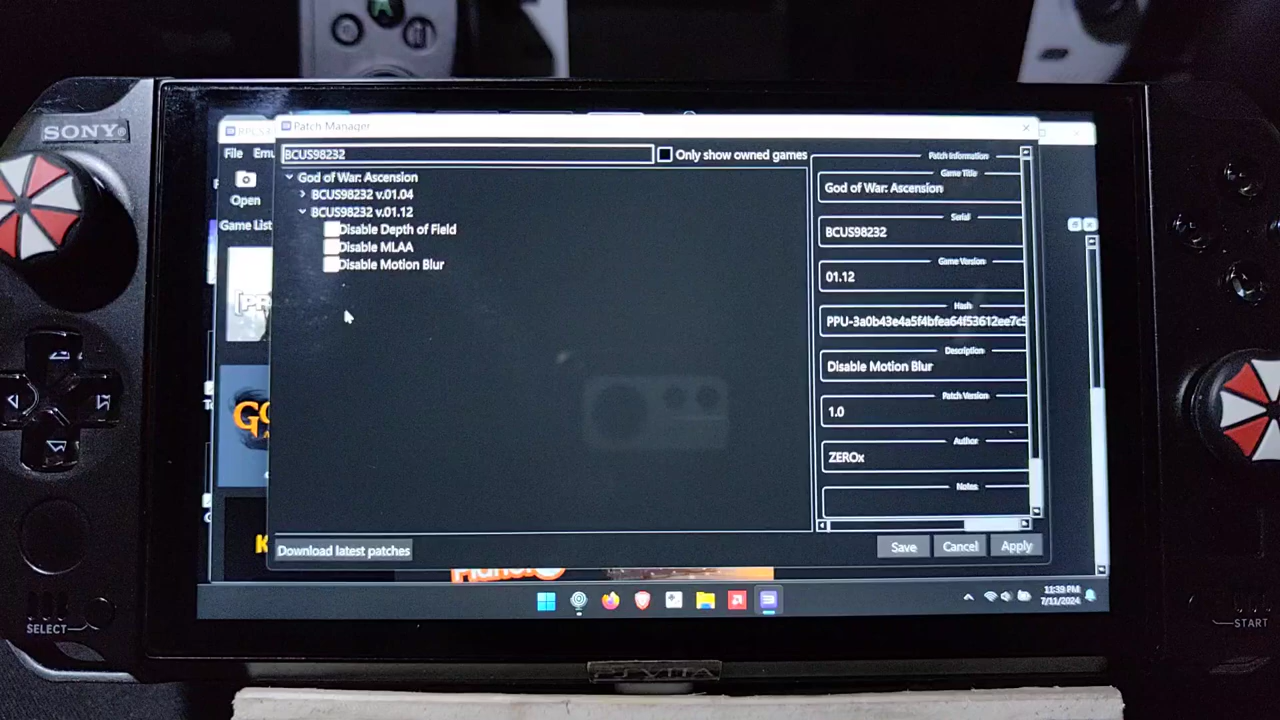 SONY
Patch Manager
BCUS98232
Only show owned games
Patch Information
File
God of War: Ascension
Game Title
BCUS98232 v.01.04
God of War: Ascension
Open
BCUS98232 v.01.12
Serial
Game List
Disable Depth of Field
BCUS98232
Disable MLAA
Game Version
Disable Motion Blur
01.12
Hash
PPU-3a0b43e4a5f4bfea64f53612ee7c5
Description
Disable Motion Blur
Patch Version
1.0
Author
ZEROx
Notes
Download latest patches
Save
Cancel
Apply
11:39 PM
7/11/2024
SELECT
START
PSVITA